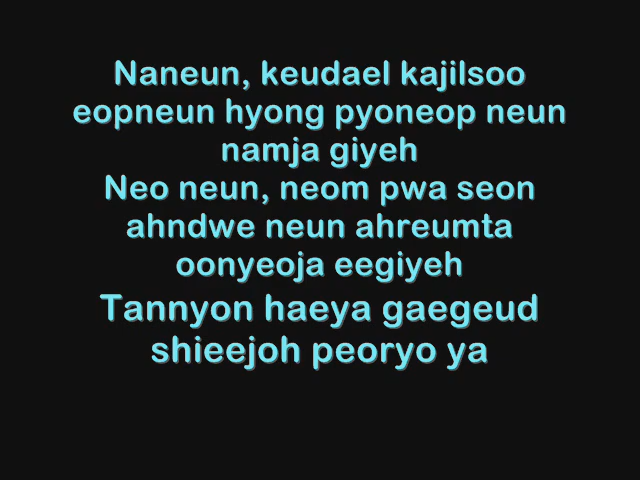 Naneun, keudael kajilsoo
eopneun hyong pyoneop neun
namja giyeh
Neo neun, neom pwa seon
ahndwe neun ahreumta
oonyeoja eegiyeh
Tannyon haeya gaegeud
shieejoh peoryo ya